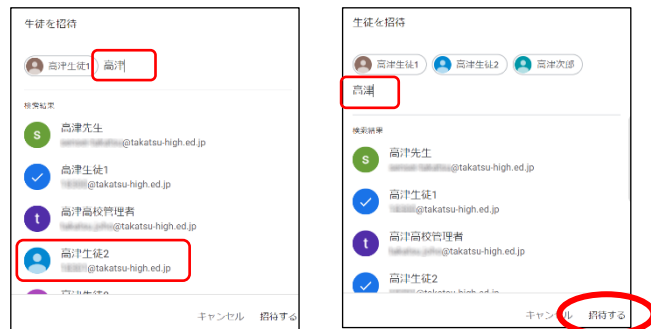 生徒を招待
高津生徒1 高津
検索結果
S 高津先生
@takatsu-high.ed.jp
高津生徒1
@takatsu-high.ed.jp
t 高津高校管理者
@takatsu-high.ed.jp
高津生徒2
@takatsu-high.ed.jp
キャンセル 招待する
生徒を招待
高津生徒1 高津生徒2 高津次郎
高津
検索結果
S 高津先生
@takatsu-high.ed.jp
高津生徒1
@takatsu-high.ed.jp
t 高津高校管理者
@takatsu-high.ed.jp
高津生徒2
@takatsu-high.ed.jp
キャンセル 招待する